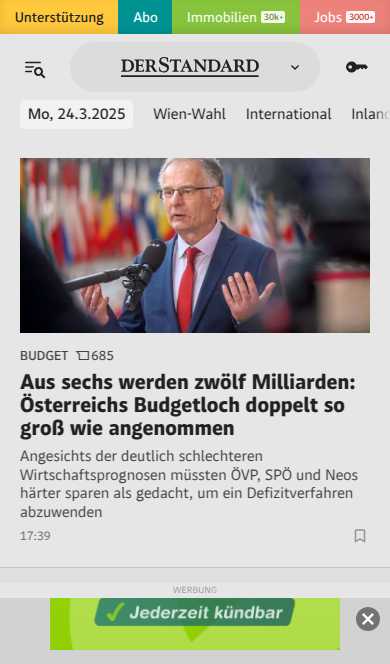 Unterstützung Abo Immobilien 30k+ Jobs 3000+
DERSTANDARD
Mo, 24.3.2025 Wien-Wahl International Inland
BUDGET 685
Aus sechs werden zwölf Milliarden:
Österreichs Budgetloch doppelt so
groß wie angenommen
Angesichts der deutlich schlechteren
Wirtschaftsprognosen müssten ÖVP, SPÖ und Neos
härter sparen als gedacht, um ein Defizitverfahren
abzuwenden
17:39
WERBUNG
Jederzeit kündbar